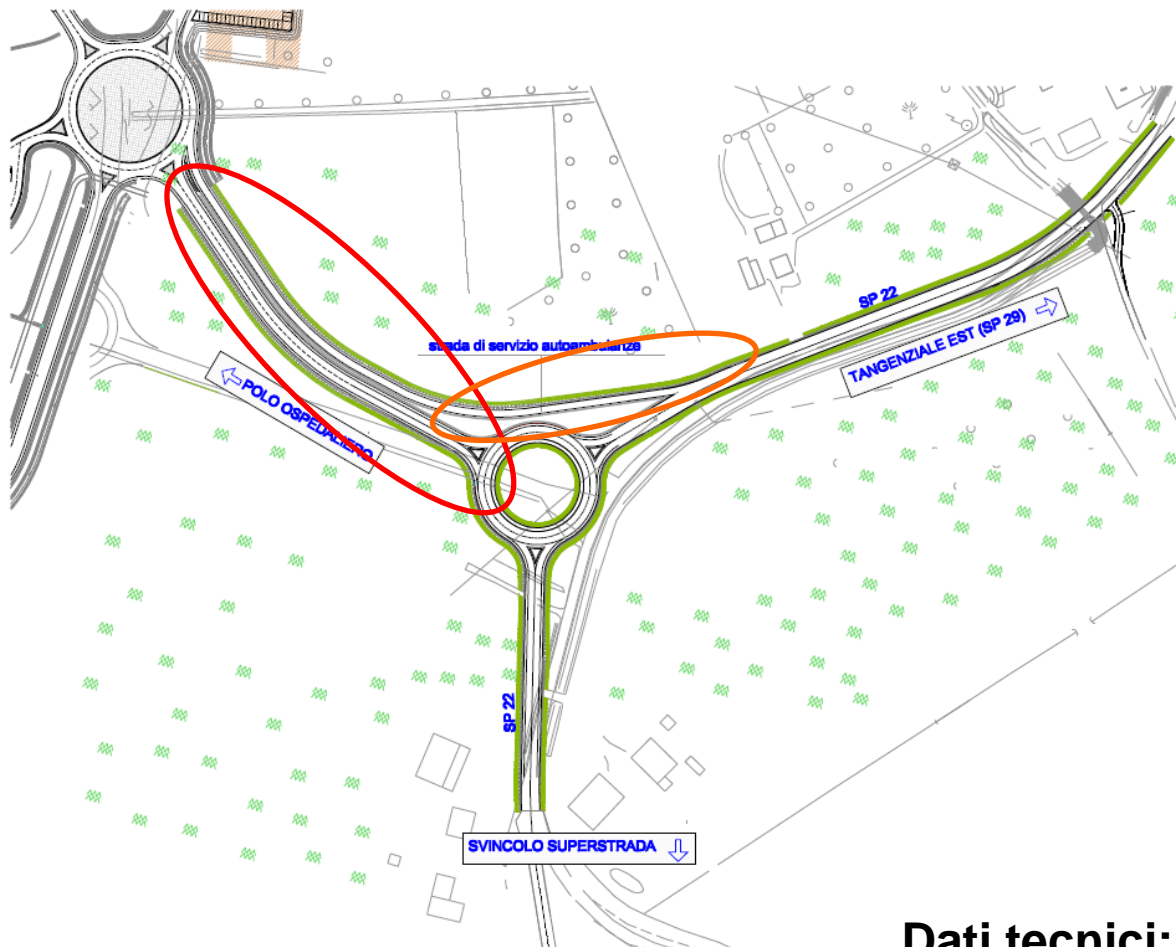 SP 22
TANGENZIALE EST (SP 29)
strada di servizio autoambulanze
POLO OSPEDALIERO
SP 22
SVINCOLO SUPERSTRADA
Dati tecnici: